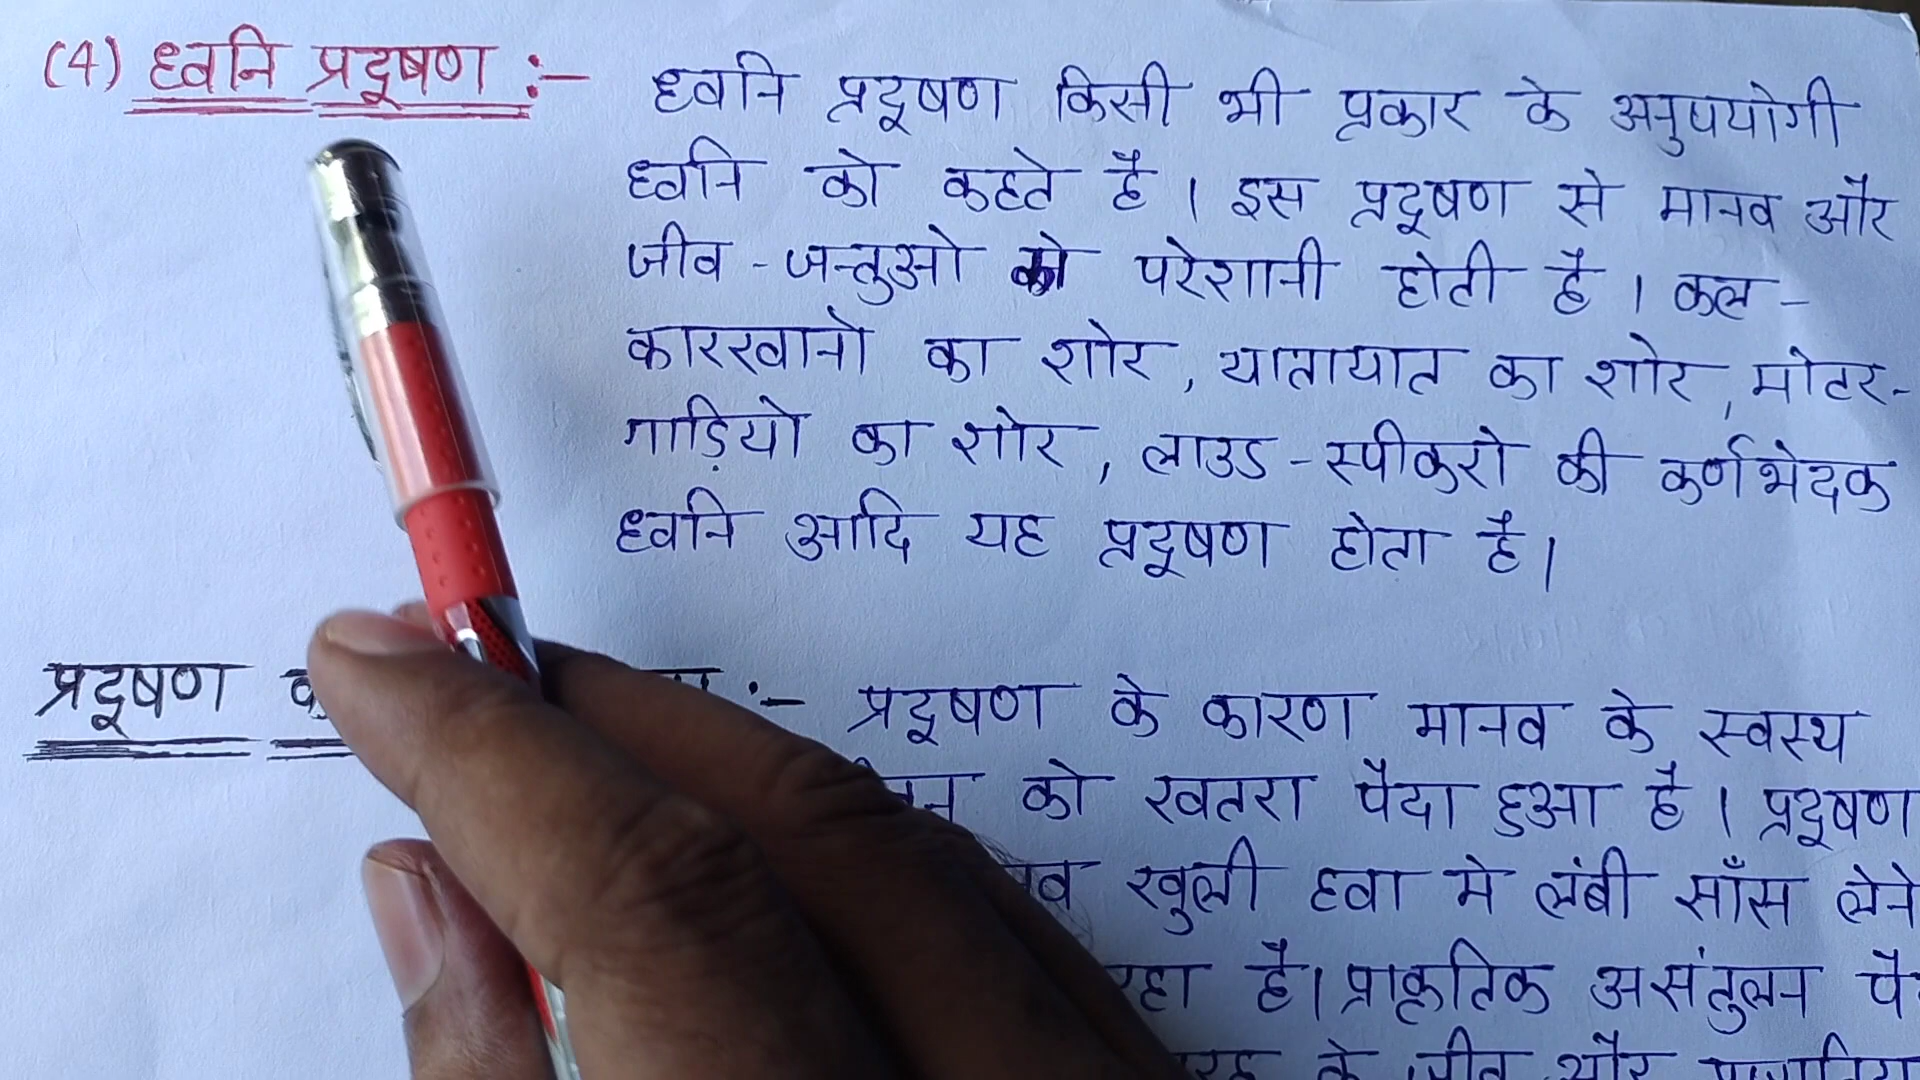 (4) ध्वनि प्रदूषण :- ध्वनि प्रदूषण किसी भी प्रकार के अनुपयोगी
ध्वनि को कहते है । इस प्रदूषण से मानव और
जीव - जन्तुओ को परेशानी होती है । कल -
कारखानो का शोर , यातायात का शोर , मोटर -
गाड़ियो का शोर , लाउड - स्पीकरो की कर्णभेदक
ध्वनि आदि यह प्रदूषण होता है ।
प्रदूषण :- प्रदूषण के कारण मानव के स्वस्थ
को खतरा पैदा हुआ है । प्रदूषण
खुली हवा मे लंबी साँस लेने
रहा है । प्राकृतिक असंतुलन
के जीव और